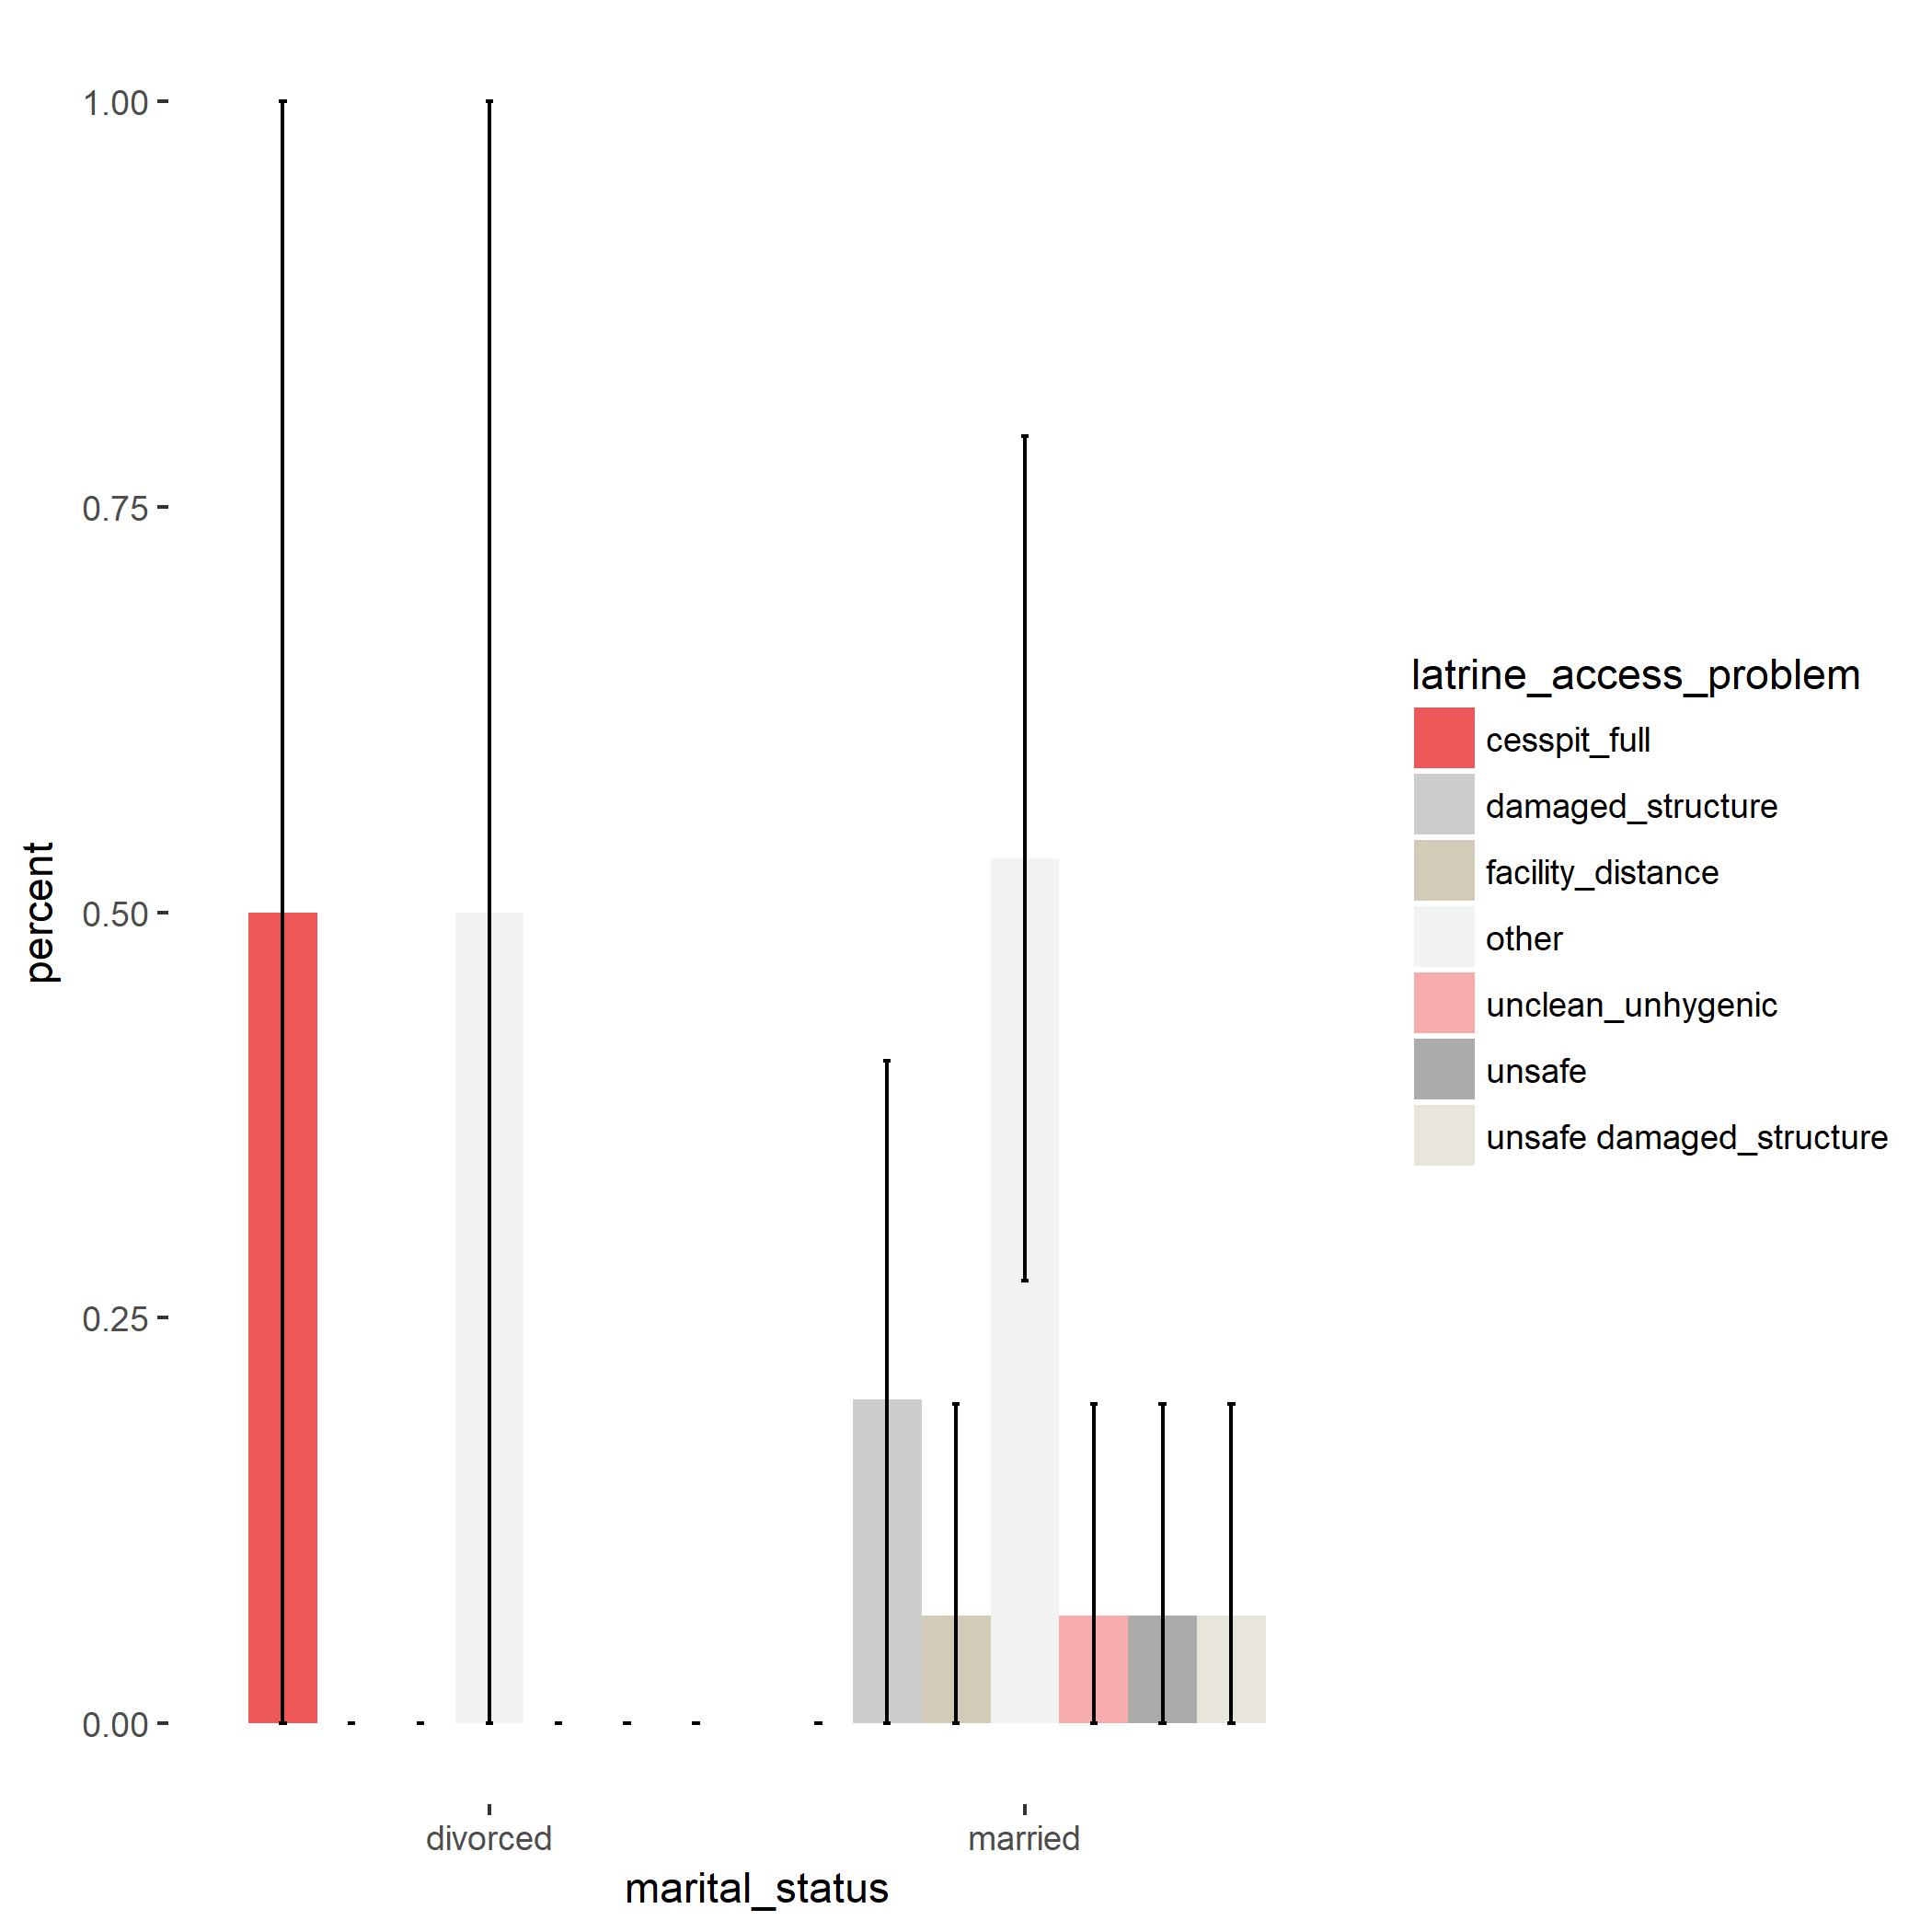 1.00
0.75
0.50
0.25
0.00
percent
divorced
married
marital_status
latrine_access_problem
cesspit_full
damaged_structure
facility_distance
other
unclean_unhygenic
unsafe
unsafe damaged_structure